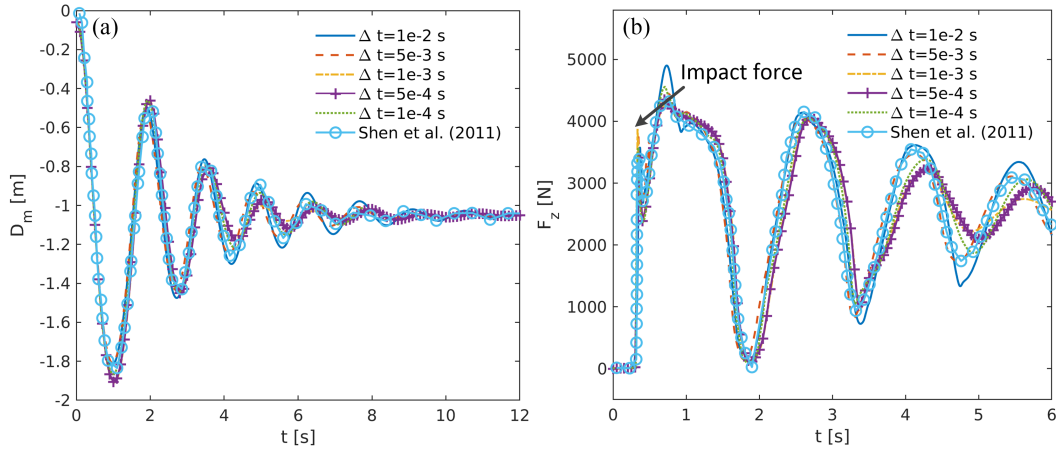 (a)
Δ t=1e-2 s
Δ t=5e-3 s
Δ t=1e-3 s
Δ t=5e-4 s
Δ t=1e-4 s
Shen et al. (2011)
0
-0.2
-0.4
-0.6
-0.8
-1
-1.2
-1.4
-1.6
-1.8
-2
D_m [m]
0 2 4 6 8 10 12
t [s]
(b)
Δ t=1e-2 s
Δ t=5e-3 s
Δ t=1e-3 s
Δ t=5e-4 s
Δ t=1e-4 s
Shen et al. (2011)
Impact force
5000
4000
3000
2000
1000
0
F_z [N]
0 1 2 3 4 5 6
t [s]